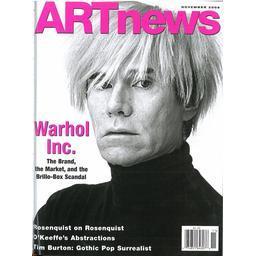 ARTnews
NOVEMBER 2009
Warhol
Inc.
The Brand,
the Market, and the
Brillo-Box Scandal
Rosenquist on Rosenquist
O'Keeffe's Abstractions
Tim Burton: Gothic Pop Surrealist